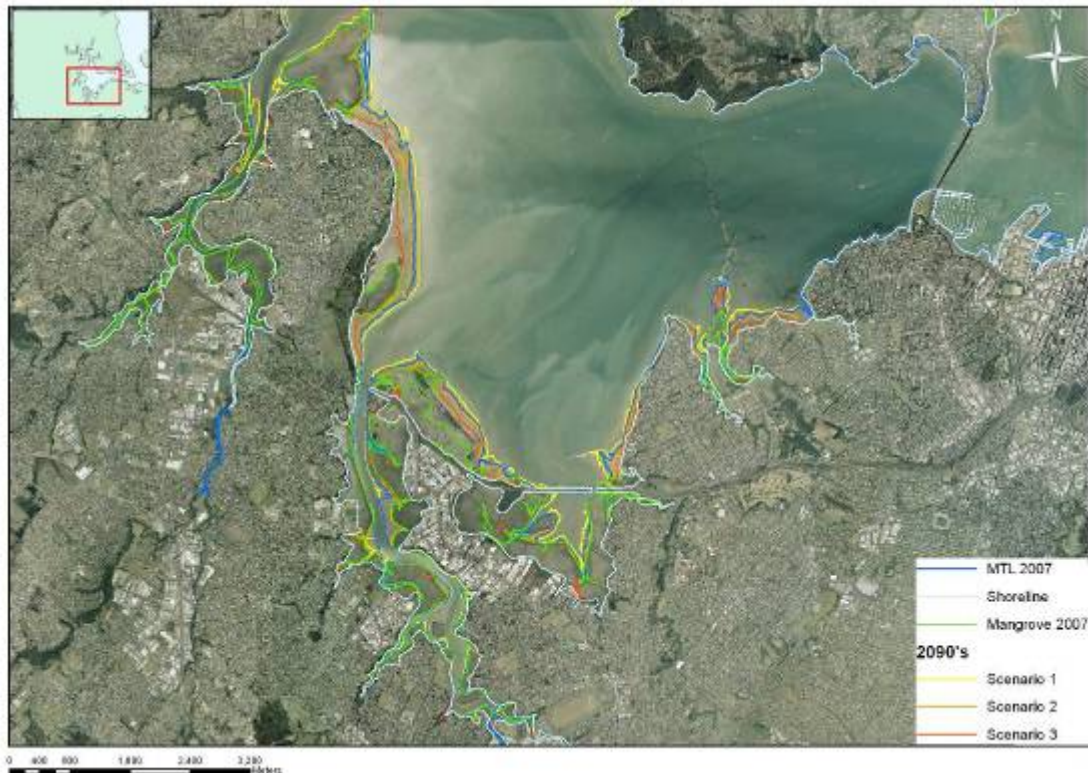 MTL 2007
Shoreline
Mangrove 2007
2090's
Scenario 1
Scenario 2
Scenario 3
0 400 800 1,600 2,400 3,200
Meters